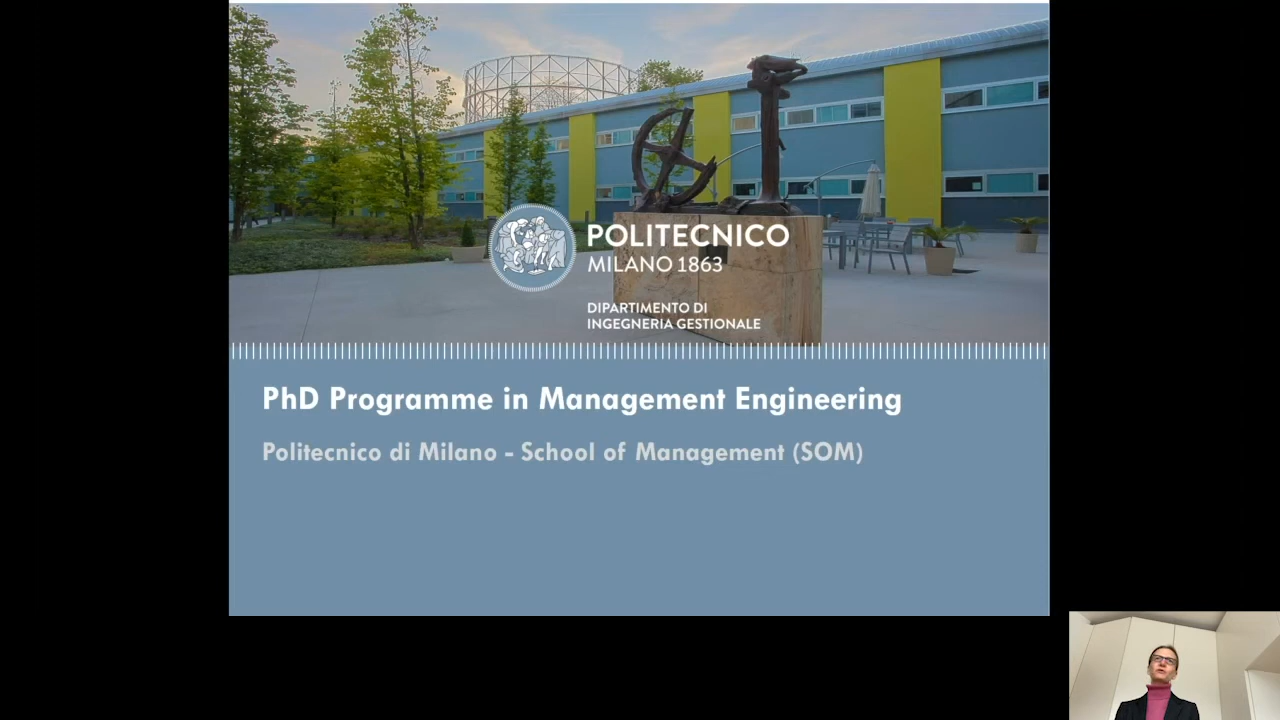 POLITECNICO
MILANO 1863
DIPARTIMENTO DI
INGEGNERIA GESTIONALE
PhD Programme in Management Engineering
Politecnico di Milano - School of Management (SOM)